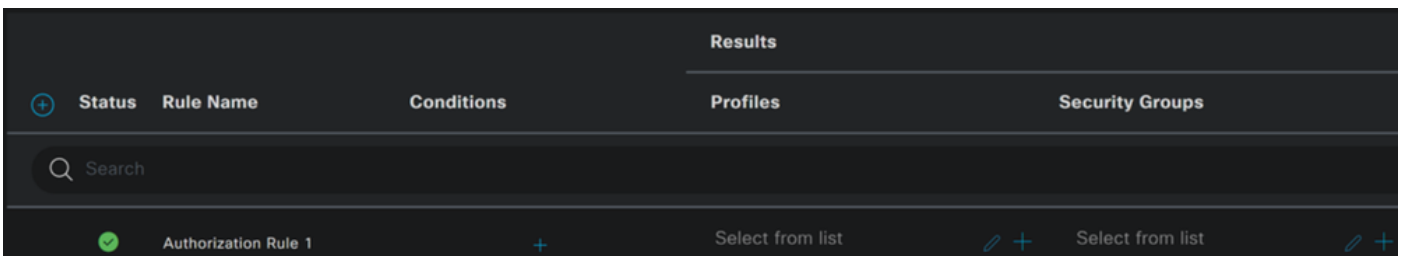 Results
Status Rule Name Conditions Profiles Security Groups
Search
Authorization Rule 1 Select from list Select from list